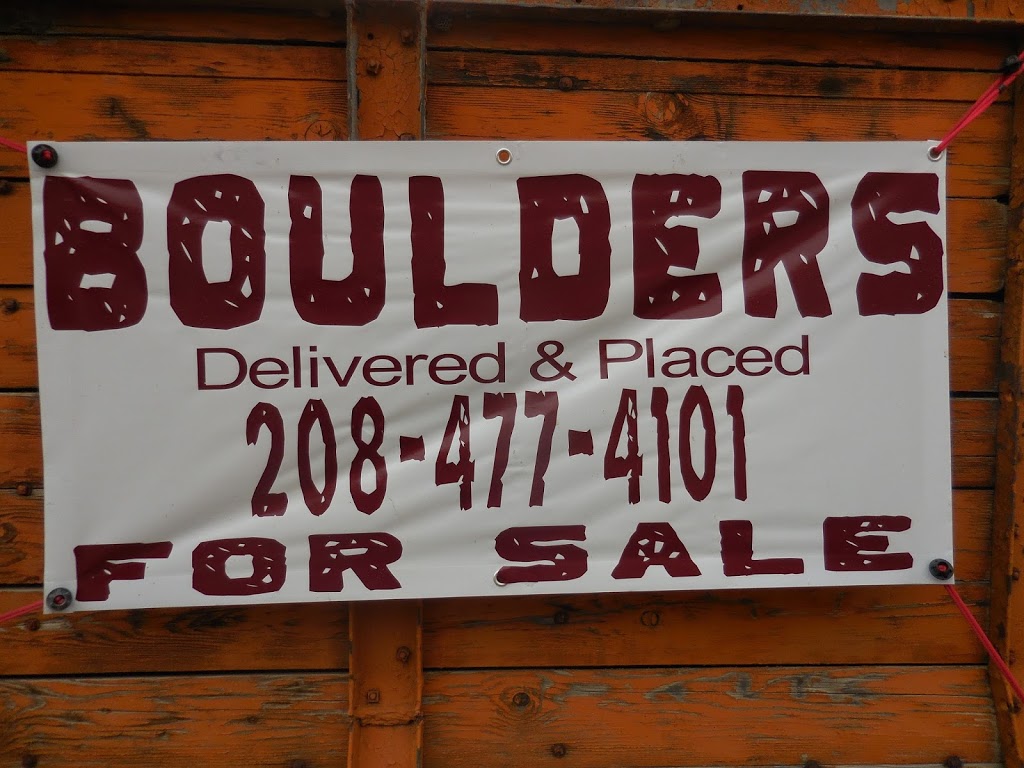 BOULDERS
Delivered & Placed
208-477-4101
FOR SALE